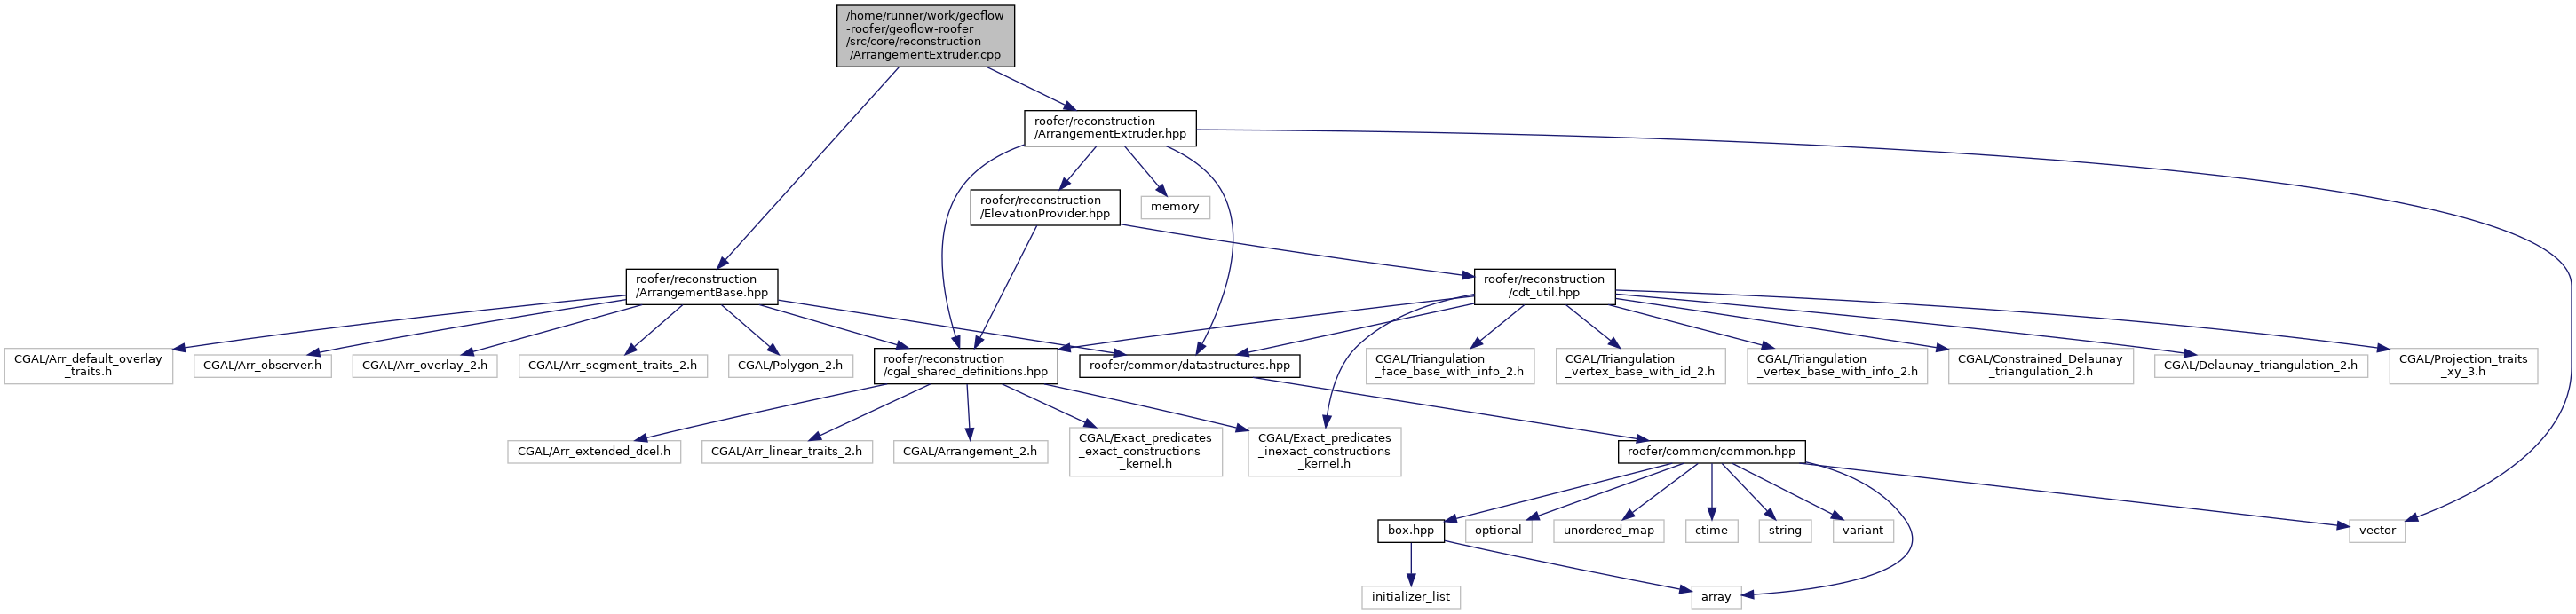 /home/runner/work/geoflow
-roofer/geoflow-roofer
/src/core/reconstruction
/ArrangementExtruder.cpp
roofer/reconstruction
/ArrangementExtruder.hpp
roofer/reconstruction
/ElevationProvider.hpp
memory
roofer/reconstruction
/ArrangementBase.hpp
roofer/reconstruction
/cdt_util.hpp
CGAL/Arr_default_overlay
_traits.h
CGAL/Arr_observer.h
CGAL/Arr_overlay_2.h
CGAL/Arr_segment_traits_2.h
CGAL/Polygon_2.h
roofer/reconstruction
/cgal_shared_definitions.hpp
roofer/common/datastructures.hpp
CGAL/Triangulation
_face_base_with_info_2.h
CGAL/Triangulation
_vertex_base_with_id_2.h
CGAL/Triangulation
_vertex_base_with_info_2.h
CGAL/Constrained_Delaunay
_triangulation_2.h
CGAL/Delaunay_triangulation_2.h
CGAL/Projection_traits
_xy_3.h
CGAL/Arr_extended_dcel.h
CGAL/Arr_linear_traits_2.h
CGAL/Arrangement_2.h
CGAL/Exact_predicates
_exact_constructions
_kernel.h
CGAL/Exact_predicates
_inexact_constructions
_kernel.h
roofer/common/common.hpp
box.hpp
optional
unordered_map
ctime
string
variant
vector
initializer_list
array